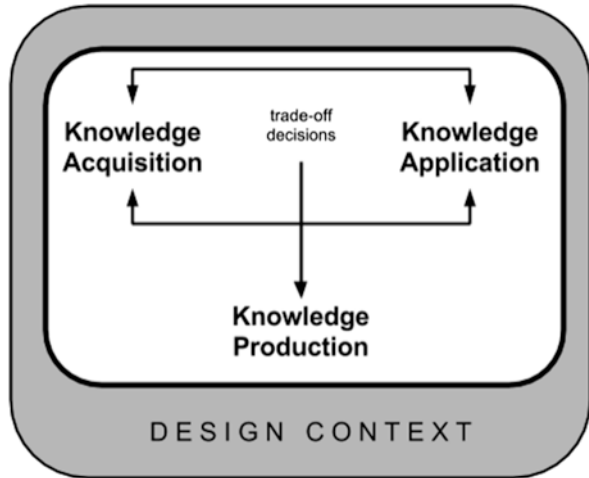 trade-off
decisions
Knowledge
Acquisition
Knowledge
Application
Knowledge
Production
DESIGN CONTEXT